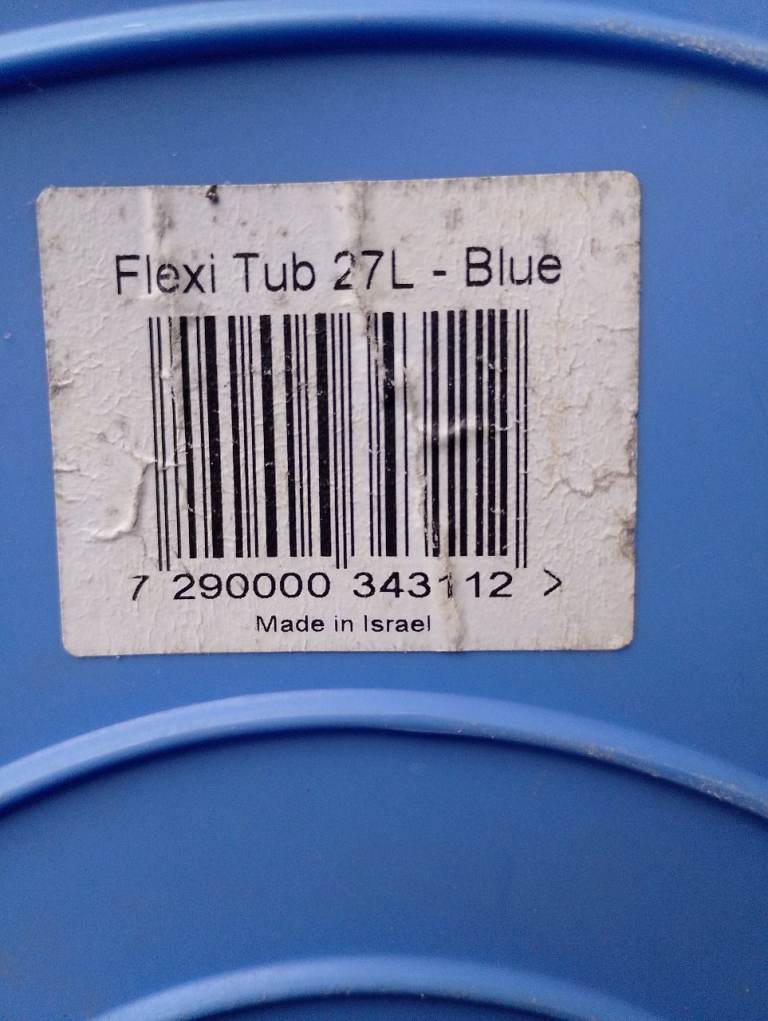 Flexi Tub 27L - Blue
7 290000 343112 >
Made in Israel